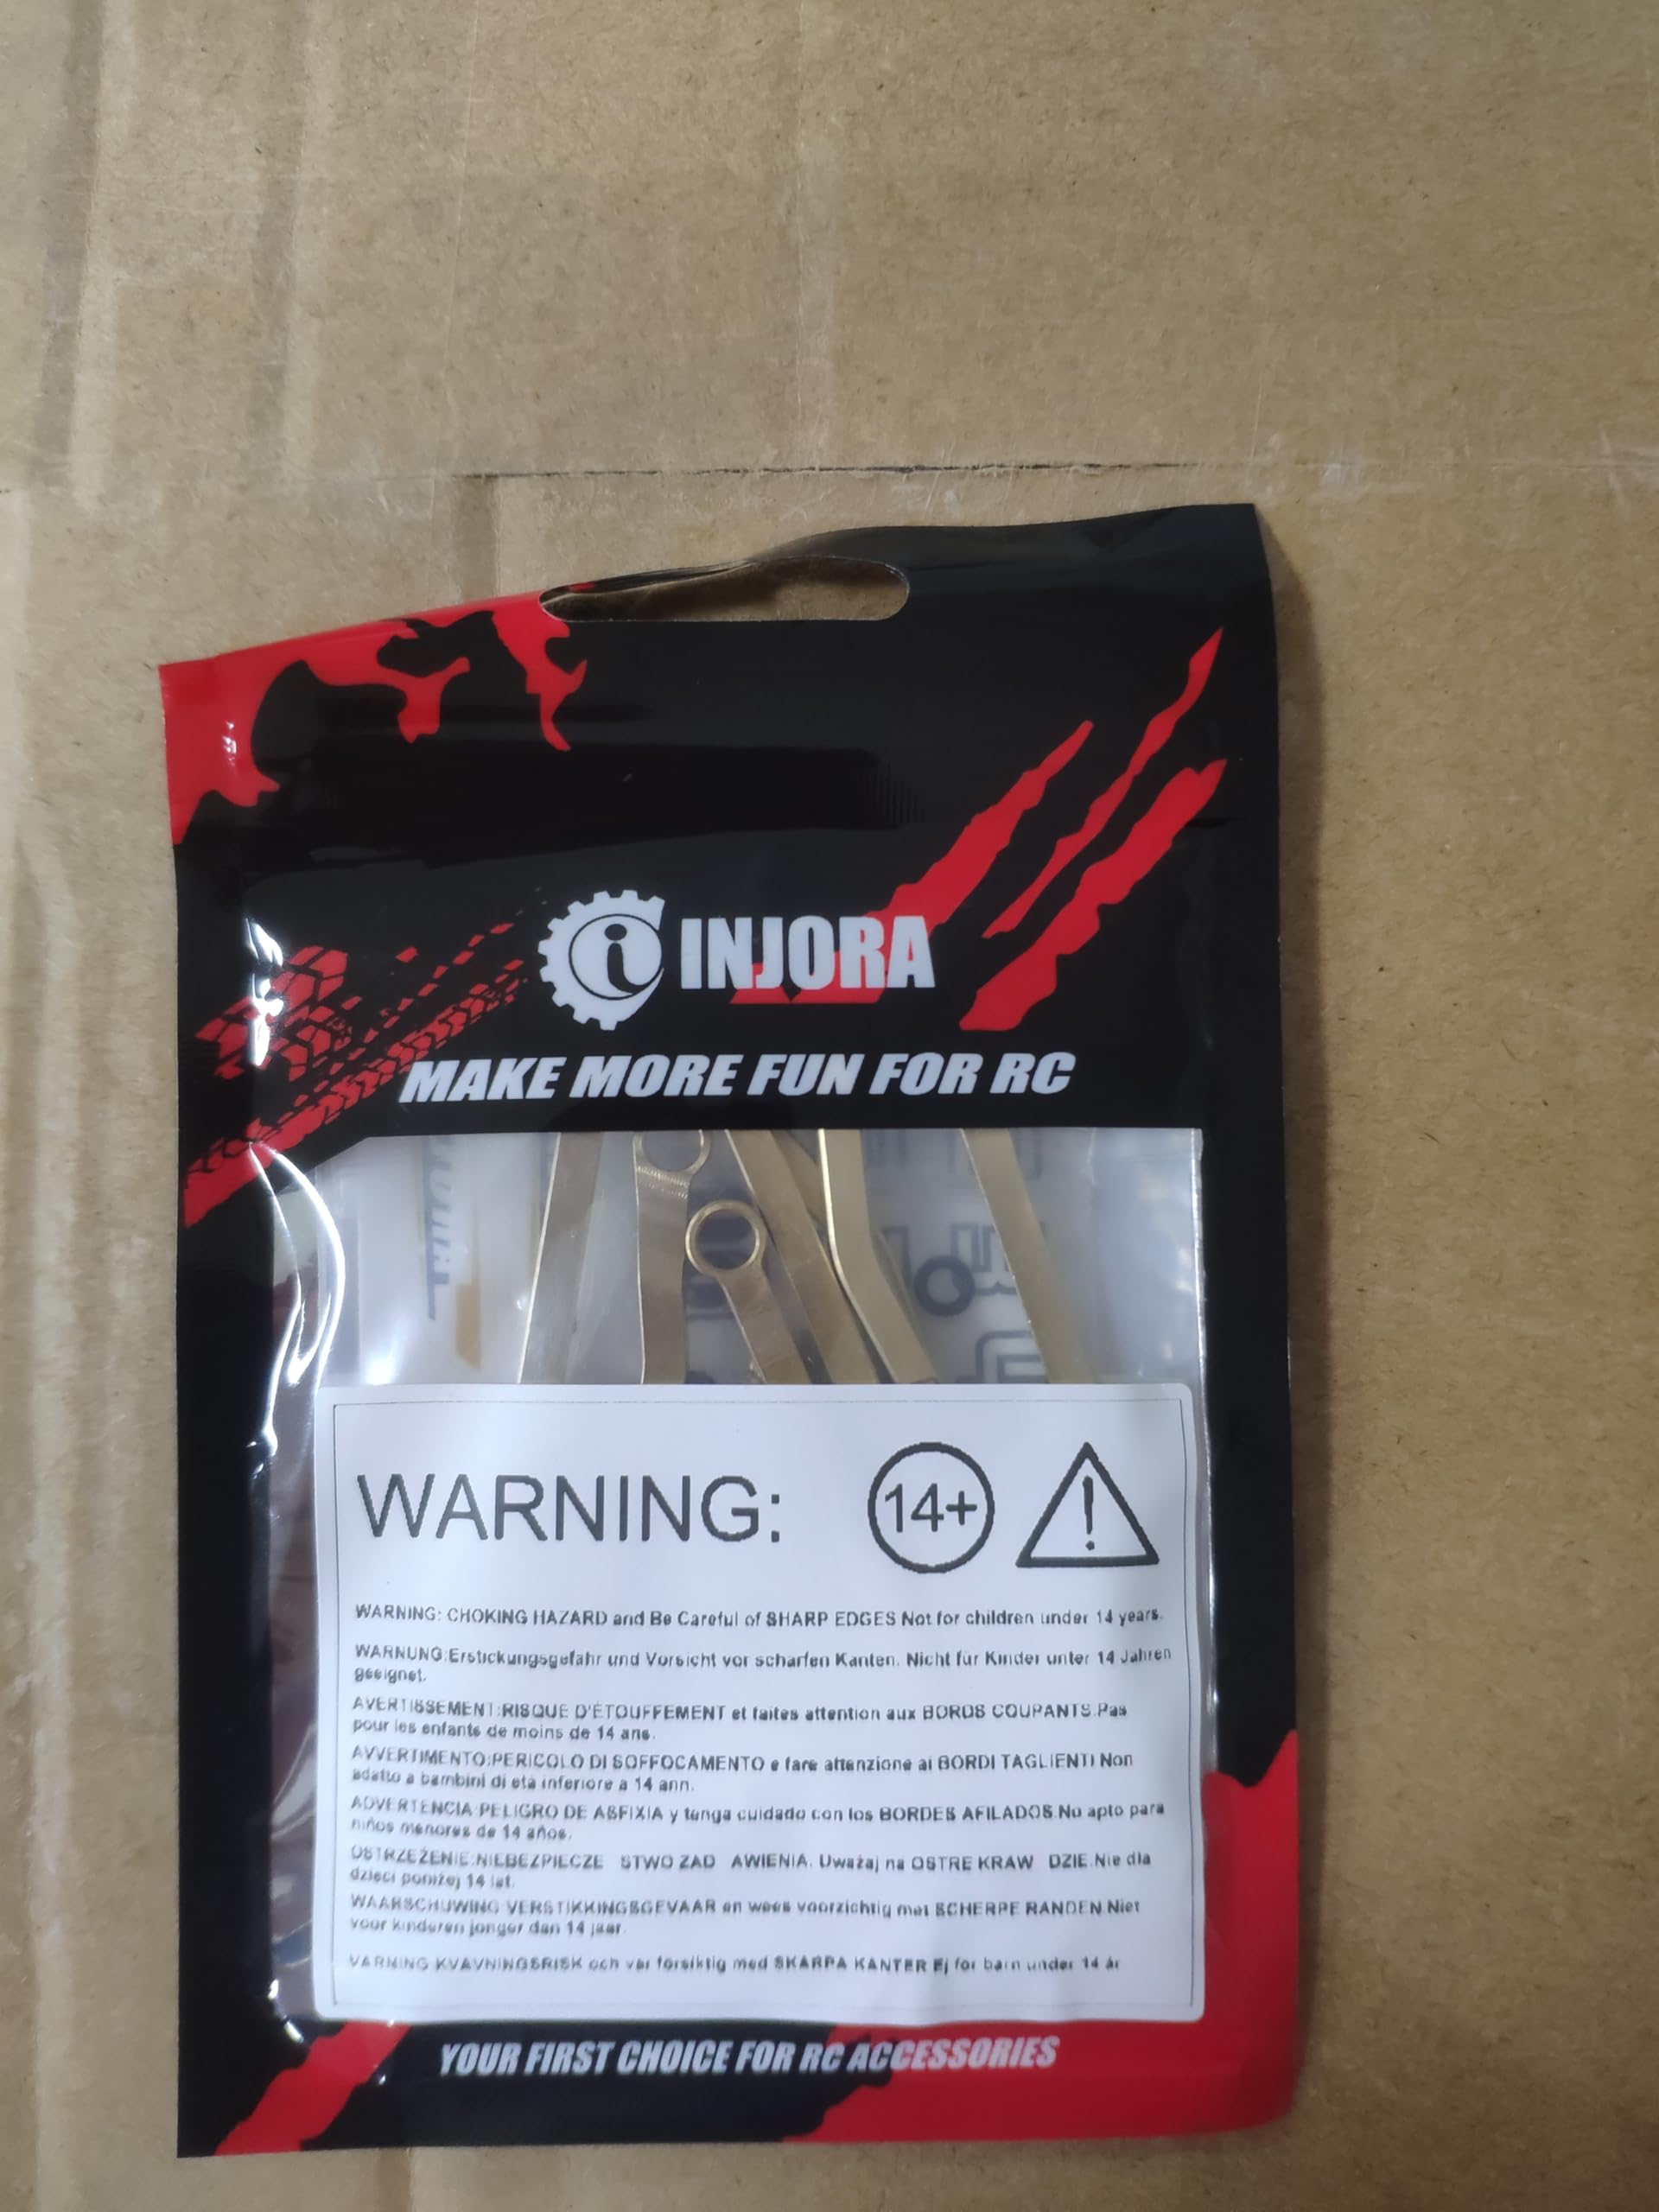 INJORA
MAKE MORE FUN FOR RC
WARNING:
14+
WARNING: CHOKING HAZARD and Be Careful of SHARP EDGES Not for children under 14 years.
WARNUNG:Erstickungsgefahr und Vorsicht vor scharfen Kanten. Nicht für Kinder unter 14 Jahren
geeignet.
AVERTISSEMENT:RISQUE D'ÉTOUFFEMENT et faites attention aux BORDS COUPANTS.Pas
pour les enfants de moins de 14 ans.
AVVERTIMENTO:PERICOLO DI SOFFOCAMENTO e fare attenzione ai BORDI TAGLIENTI Non
adatto a bambini di eta inferiore a 14 ann.
ADVERTENCIA:PELIGRO DE ASFIXIA y tenga cuidado con los BORDES AFILADOS.No apto para
niños menores de 14 años.
OSTRZEŻENIE:NIEBEZPIECZE STWO ZAD AWIENIA. Uważaj na OSTRE KRAW DZIE.Nie dla
dzieci poniżej 14 lat.
WAARSCHUWING VERSTIKKINGSGEVAAR en wees voorzichtig met SCHERPE RANDEN.Niet
voor kinderen jonger dan 14 jaar.
VARNING KVAVNINGSRISK och var forsiktig med SKARPA KANTER Ej for barn under 14 år
YOUR FIRST CHOICE FOR RC ACCESSORIES